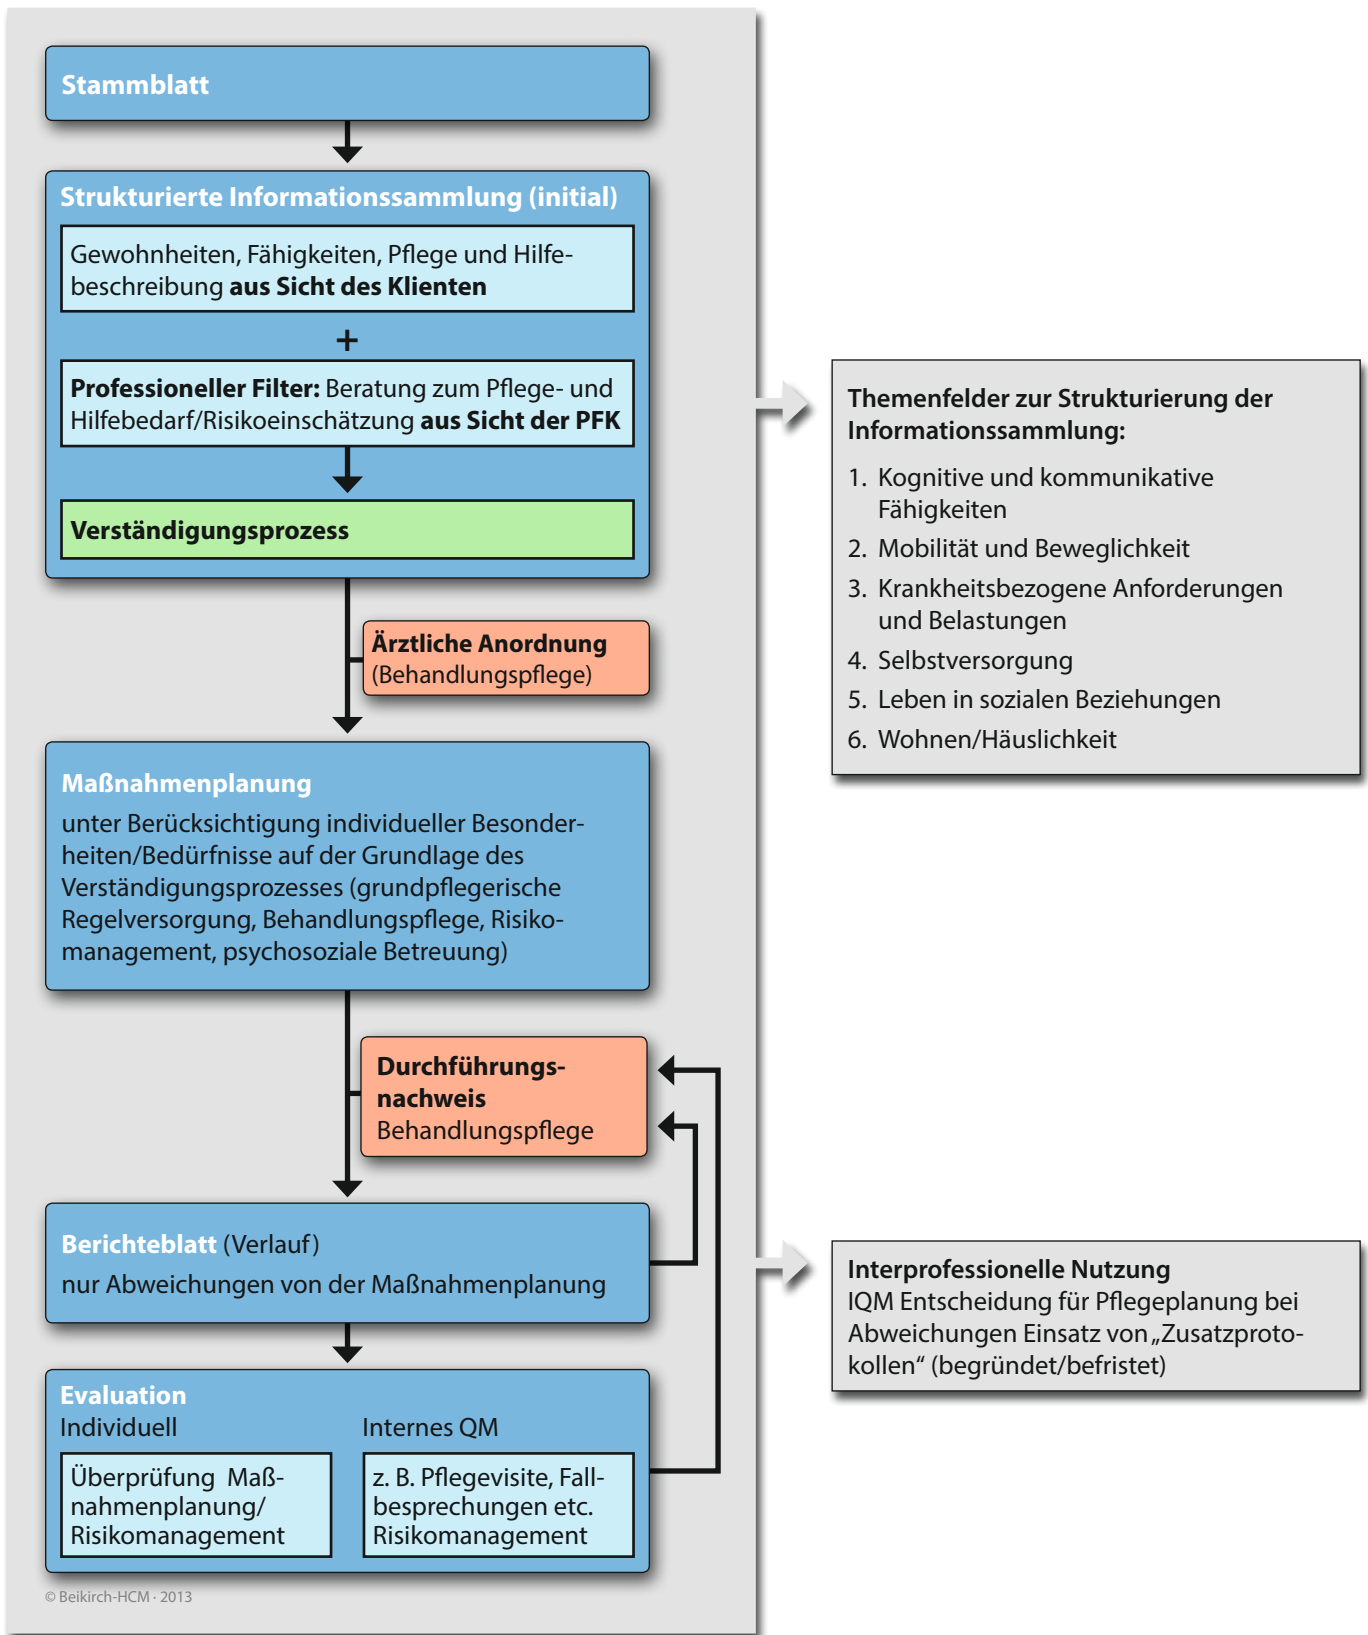 Stammblatt
Strukturierte Informationssammlung (initial)
Gewohnheiten, Fähigkeiten, Pflege und Hilfe-
beschreibung aus Sicht des Klienten
+
Professioneller Filter: Beratung zum Pflege- und
Hilfebedarf/Risikoeinschätzung aus Sicht der PFK
Verständigungsprozess
Ärztliche Anordnung
(Behandlungspflege)
Maßnahmenplanung
unter Berücksichtigung individueller Besonder-
heiten/Bedürfnisse auf der Grundlage des
Verständigungsprozesses (grundpflegerische
Regelversorgung, Behandlungspflege, Risiko-
management, psychosoziale Betreuung)
Durchführungs-
nachweis
Behandlungspflege
Berichteblatt (Verlauf)
nur Abweichungen von der Maßnahmenplanung
Evaluation
Individuell
Überprüfung Maß-
nahmenplanung/
Risikomanagement
Internes QM
z. B. Pflegevisite, Fall-
besprechungen etc.
Risikomanagement
© Beikirch-HCM · 2013
Themenfelder zur Strukturierung der
Informationssammlung:
1. Kognitive und kommunikative
Fähigkeiten
2. Mobilität und Beweglichkeit
3. Krankheitsbezogene Anforderungen
und Belastungen
4. Selbstversorgung
5. Leben in sozialen Beziehungen
6. Wohnen/Häuslichkeit
Interprofessionelle Nutzung
IQM Entscheidung für Pflegeplanung bei
Abweichungen Einsatz von „Zusatzproto-
kollen“ (begründet/befristet)